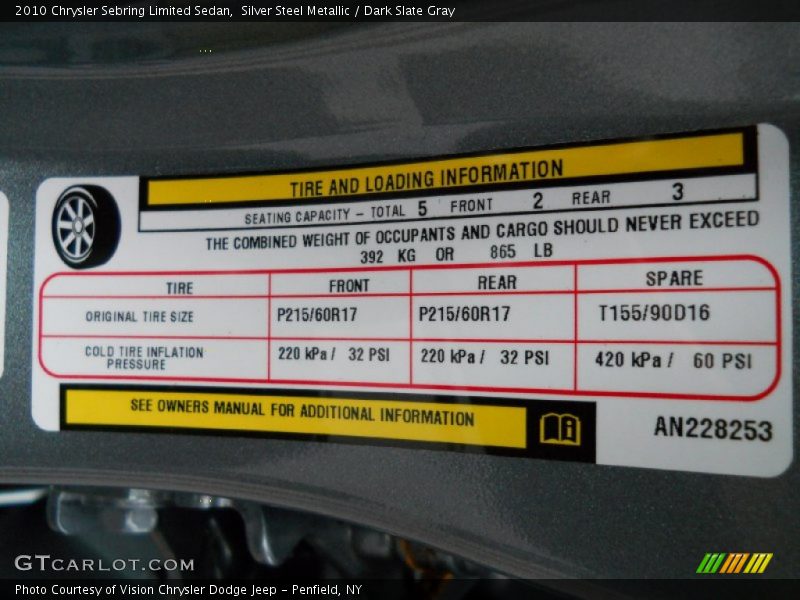 2010 Chrysler Sebring Limited Sedan,  Silver Steel Metallic / Dark Slate Gray
TIRE AND LOADING INFORMATION
SEATING CAPACITY – TOTAL 5 FRONT 2 REAR 3
THE COMBINED WEIGHT OF OCCUPANTS AND CARGO SHOULD NEVER EXCEED
392 KG OR 865 LB
TIRE FRONT REAR SPARE
ORIGINAL TIRE SIZE P215/60R17 P215/60R17 T155/90D16
COLD TIRE INFLATION PRESSURE 220 kPa / 32 PSI 220 kPa / 32 PSI 420 kPa / 60 PSI
SEE OWNERS MANUAL FOR ADDITIONAL INFORMATION
AN228253
GTCARLOT.COM
Photo Courtesy of Vision Chrysler Dodge Jeep – Penfield, NY